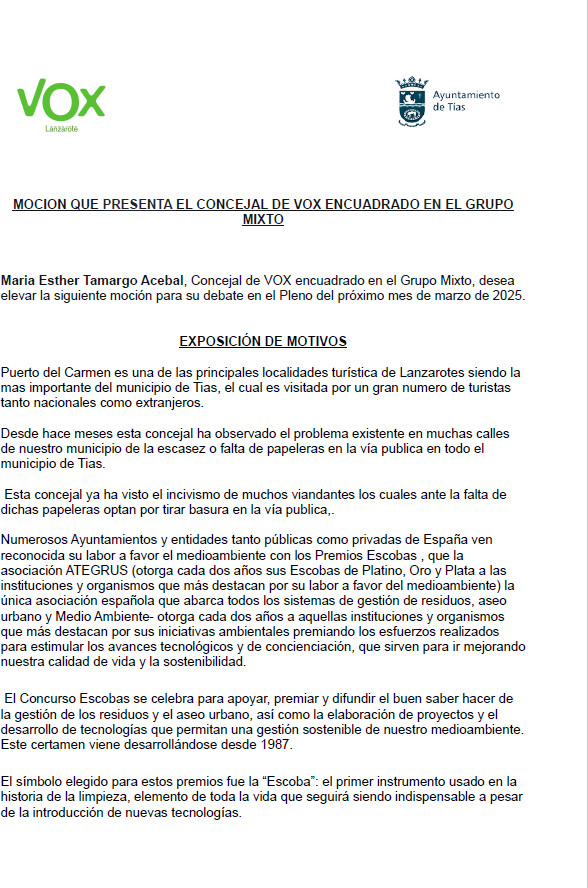 VOX
Lanzarote
Ayuntamiento
de Tías
MOCION QUE PRESENTA EL CONCEJAL DE VOX ENCUADRADO EN EL GRUPO
MIXTO
Maria Esther Tamargo Acebal, Concejal de VOX encuadrado en el Grupo Mixto, desea
elevar la siguiente moción para su debate en el Pleno del próximo mes de marzo de 2025.
EXPOSICIÓN DE MOTIVOS
Puerto del Carmen es una de las principales localidades turística de Lanzarotes siendo la
mas importante del municipio de Tias, el cual es visitada por un gran numero de turistas
tanto nacionales como extranjeros.
Desde hace meses esta concejal ha observado el problema existente en muchas calles
de nuestro municipio de la escasez o falta de papeleras en la vía publica en todo el
municipio de Tias.
Esta concejal ya ha visto el incivismo de muchos viandantes los cuales ante la falta de
dichas papeleras optan por tirar basura en la vía publica,.
Numerosos Ayuntamientos y entidades tanto públicas como privadas de España ven
reconocida su labor a favor el medioambiente con los Premios Escobas , que la
asociación ATEGRUS (otorga cada dos años sus Escobas de Platino, Oro y Plata a las
instituciones y organismos que más destacan por su labor a favor del medioambiente) la
única asociación española que abarca todos los sistemas de gestión de residuos, aseo
urbano y Medio Ambiente- otorga cada dos años a aquellas instituciones y organismos
que más destacan por sus iniciativas ambientales premiando los esfuerzos realizados
para estimular los avances tecnológicos y de concienciación, que sirven para ir mejorando
nuestra calidad de vida y la sostenibilidad.
El Concurso Escobas se celebra para apoyar, premiar y difundir el buen saber hacer de
la gestión de los residuos y el aseo urbano, así como la elaboración de proyectos y el
desarrollo de tecnologías que permitan una gestión sostenible de nuestro medioambiente.
Este certamen viene desarrollándose desde 1987.
El símbolo elegido para estos premios fue la “Escoba”: el primer instrumento usado en la
historia de la limpieza, elemento de toda la vida que seguirá siendo indispensable a pesar
de la introducción de nuevas tecnologías.